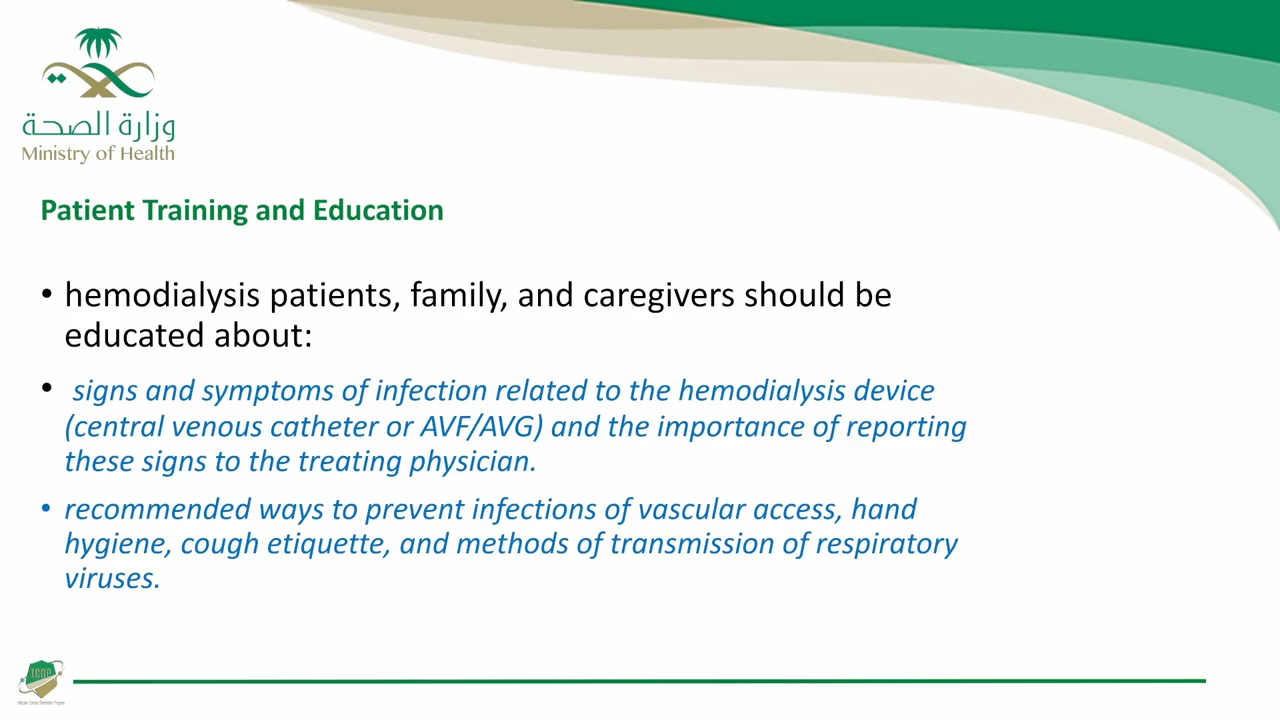 وزارة الصحة
Ministry of Health
Patient Training and Education
• hemodialysis patients, family, and caregivers should be
educated about:
• signs and symptoms of infection related to the hemodialysis device
(central venous catheter or AVF/AVG) and the importance of reporting
these signs to the treating physician.
• recommended ways to prevent infections of vascular access, hand
hygiene, cough etiquette, and methods of transmission of respiratory
viruses.